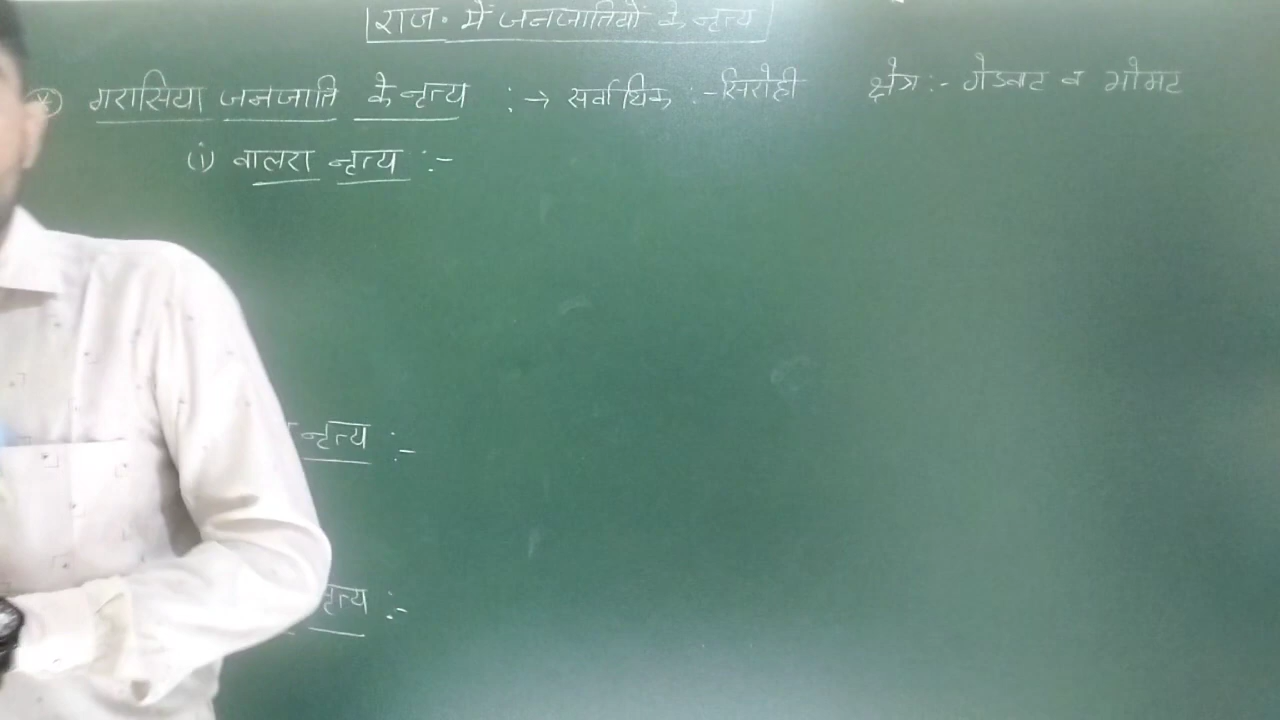 राज॰ में जनजातियों के नृत्य
गरासिया जनजाति के नृत्य :→ सर्वाधिक :- सिरोही क्षेत्र :- गोडवाट व भोमट
(i) वालरा नृत्य :-
नृत्य :-
नृत्य :-